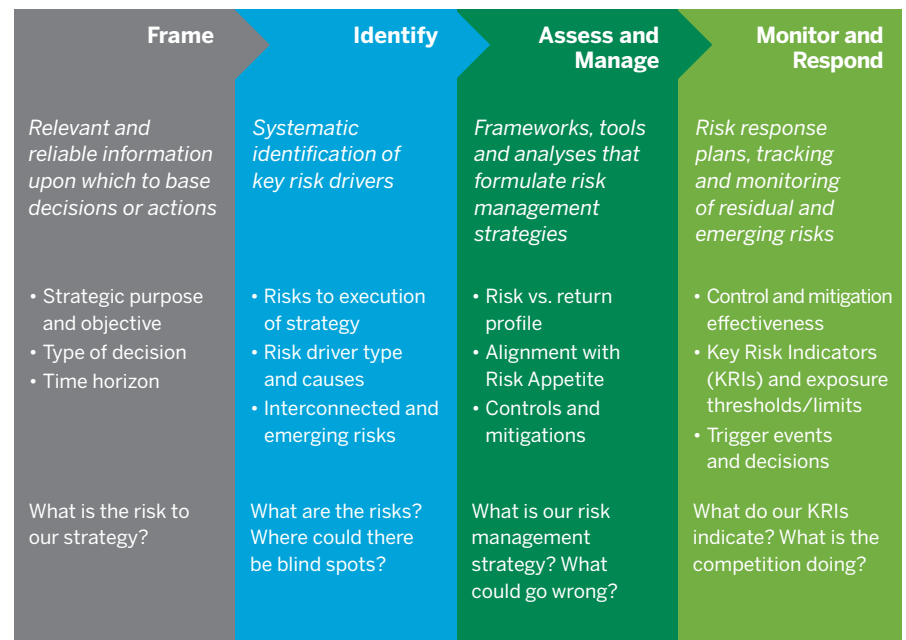 Frame
Relevant and
reliable information
upon which to base
decisions or actions
• Strategic purpose
and objective
• Type of decision
• Time horizon
What is the risk to
our strategy?
Identify
Systematic
identification of
key risk drivers
• Risks to execution
of strategy
• Risk driver type
and causes
• Interconnected and
emerging risks
What are the risks?
Where could there
be blind spots?
Assess and
Manage
Frameworks, tools
and analyses that
formulate risk
management
strategies
• Risk vs. return
profile
• Alignment with
Risk Appetite
• Controls and
mitigations
What is our risk
management
strategy? What
could go wrong?
Monitor and
Respond
Risk response
plans, tracking
and monitoring
of residual and
emerging risks
• Control and mitigation
effectiveness
• Key Risk Indicators
(KRIs) and exposure
thresholds/limits
• Trigger events
and decisions
What do our KRIs
indicate? What is the
competition doing?